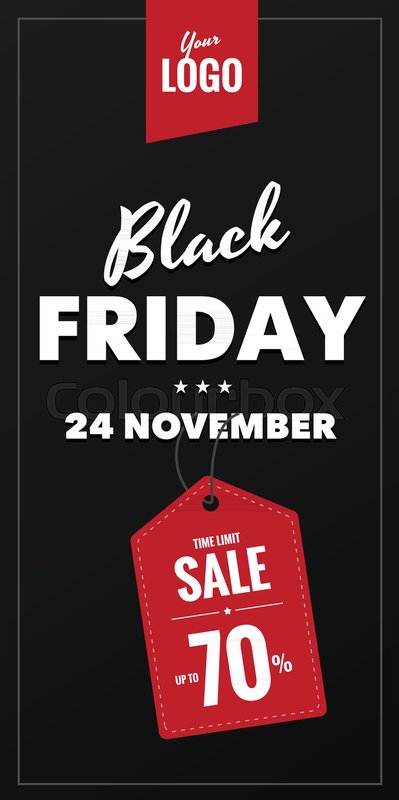 Your
LOGO
Black
FRIDAY
Colourbox
24 NOVEMBER
TIME LIMIT
SALE
UP TO 70%